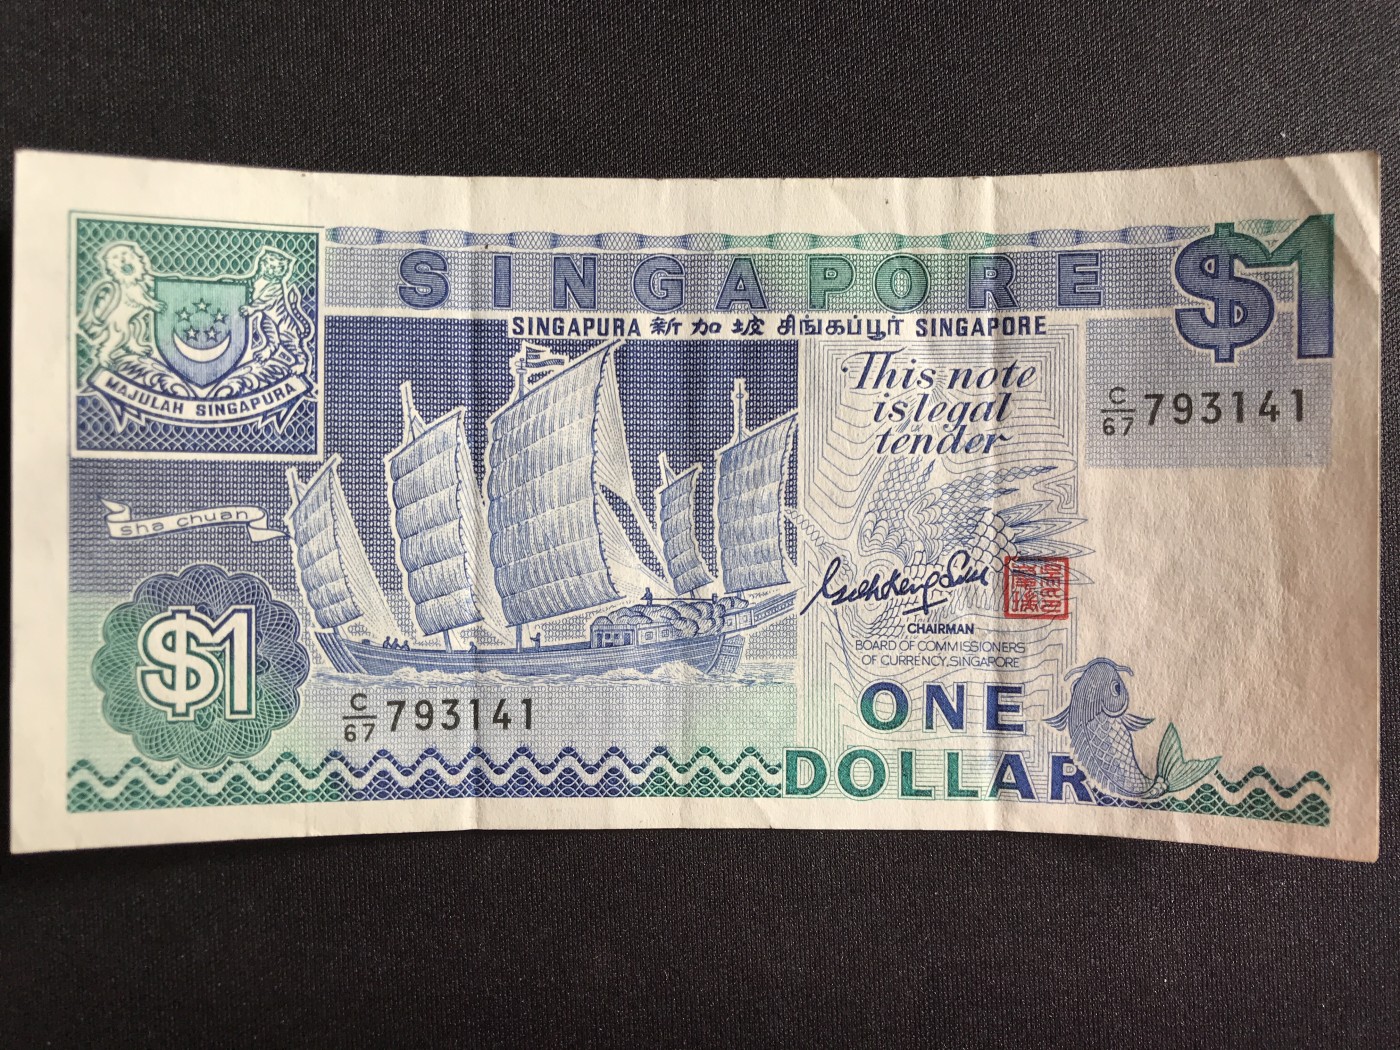 SINGAPORE
$1
SINGAPURA 新加坡 சிங்கப்பூர் SINGAPORE
MAJULAH SINGAPURA
This note
is legal
tender
C/67 793141
sha chuan
$1
CHAIRMAN
BOARD OF COMMISSIONERS
OF CURRENCY, SINGAPORE
C/67 793141
ONE
DOLLAR